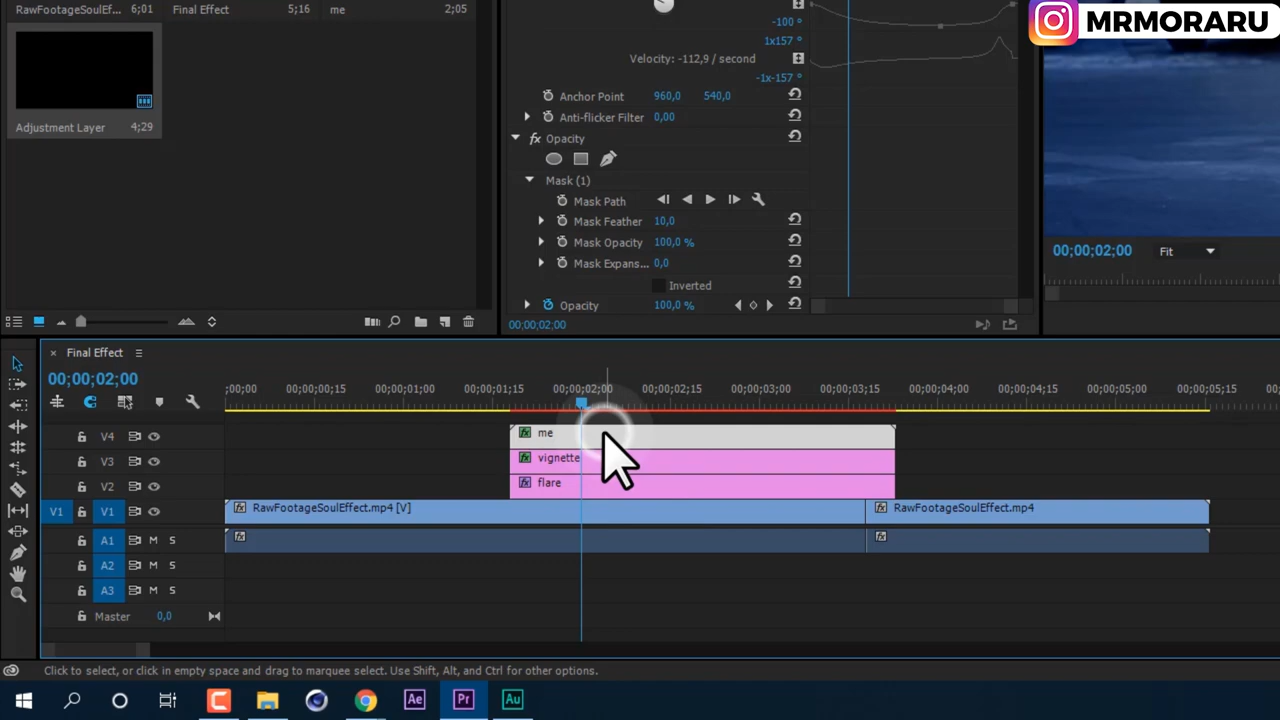 RawFootageSoulEf... 6;01 Final Effect 5;16 me 2;05
Adjustment Layer 4;29
-100 °
1x157 °
Velocity: -112,9 / second
-1x-157 °
Anchor Point 960,0 540,0
Anti-flicker Filter 0,00
fx Opacity
Mask (1)
Mask Path
Mask Feather 10,0
Mask Opacity 100,0 %
Mask Expans... 0,0
Inverted
Opacity 100,0 %
00;00;02;00
MRMORARU
00;00;02;00 Fit
× Final Effect
00;00;02;00
;00;00 00;00;00;15 00;00;01;00 00;00;01;15 00;00;02;00 00;00;02;15 00;00;03;00 00;00;03;15 00;00;04;00 00;00;04;15 00;00;05;00 00;00;05;15
V4 fx me
V3 fx vignette
V2 fx flare
V1 V1 fx RawFootageSoulEffect.mp4 [V] fx RawFootageSoulEffect.mp4
A1 M S fx fx
A2 M S
A3 M S
Master 0,0
Click to select, or click in empty space and drag to marquee select. Use Shift, Alt, and Ctrl for other options.
Ae Pr Au